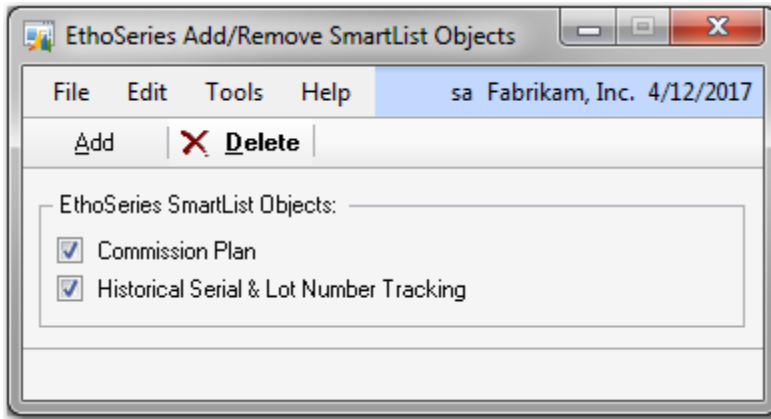 EthoSeries Add/Remove SmartList Objects
File Edit Tools Help sa Fabrikam, Inc. 4/12/2017
Add Delete
EthoSeries SmartList Objects:
Commission Plan
Historical Serial & Lot Number Tracking